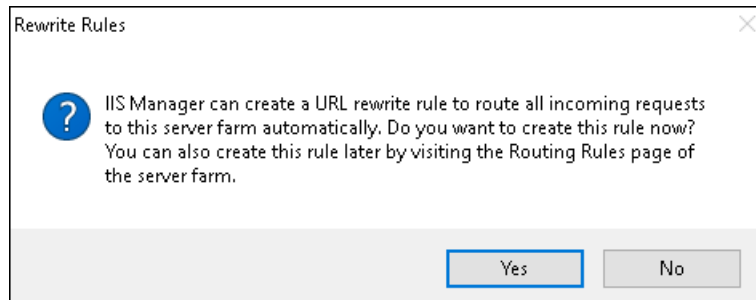 Rewrite Rules
IIS Manager can create a URL rewrite rule to route all incoming requests
to this server farm automatically. Do you want to create this rule now?
You can also create this rule later by visiting the Routing Rules page of
the server farm.
Yes
No